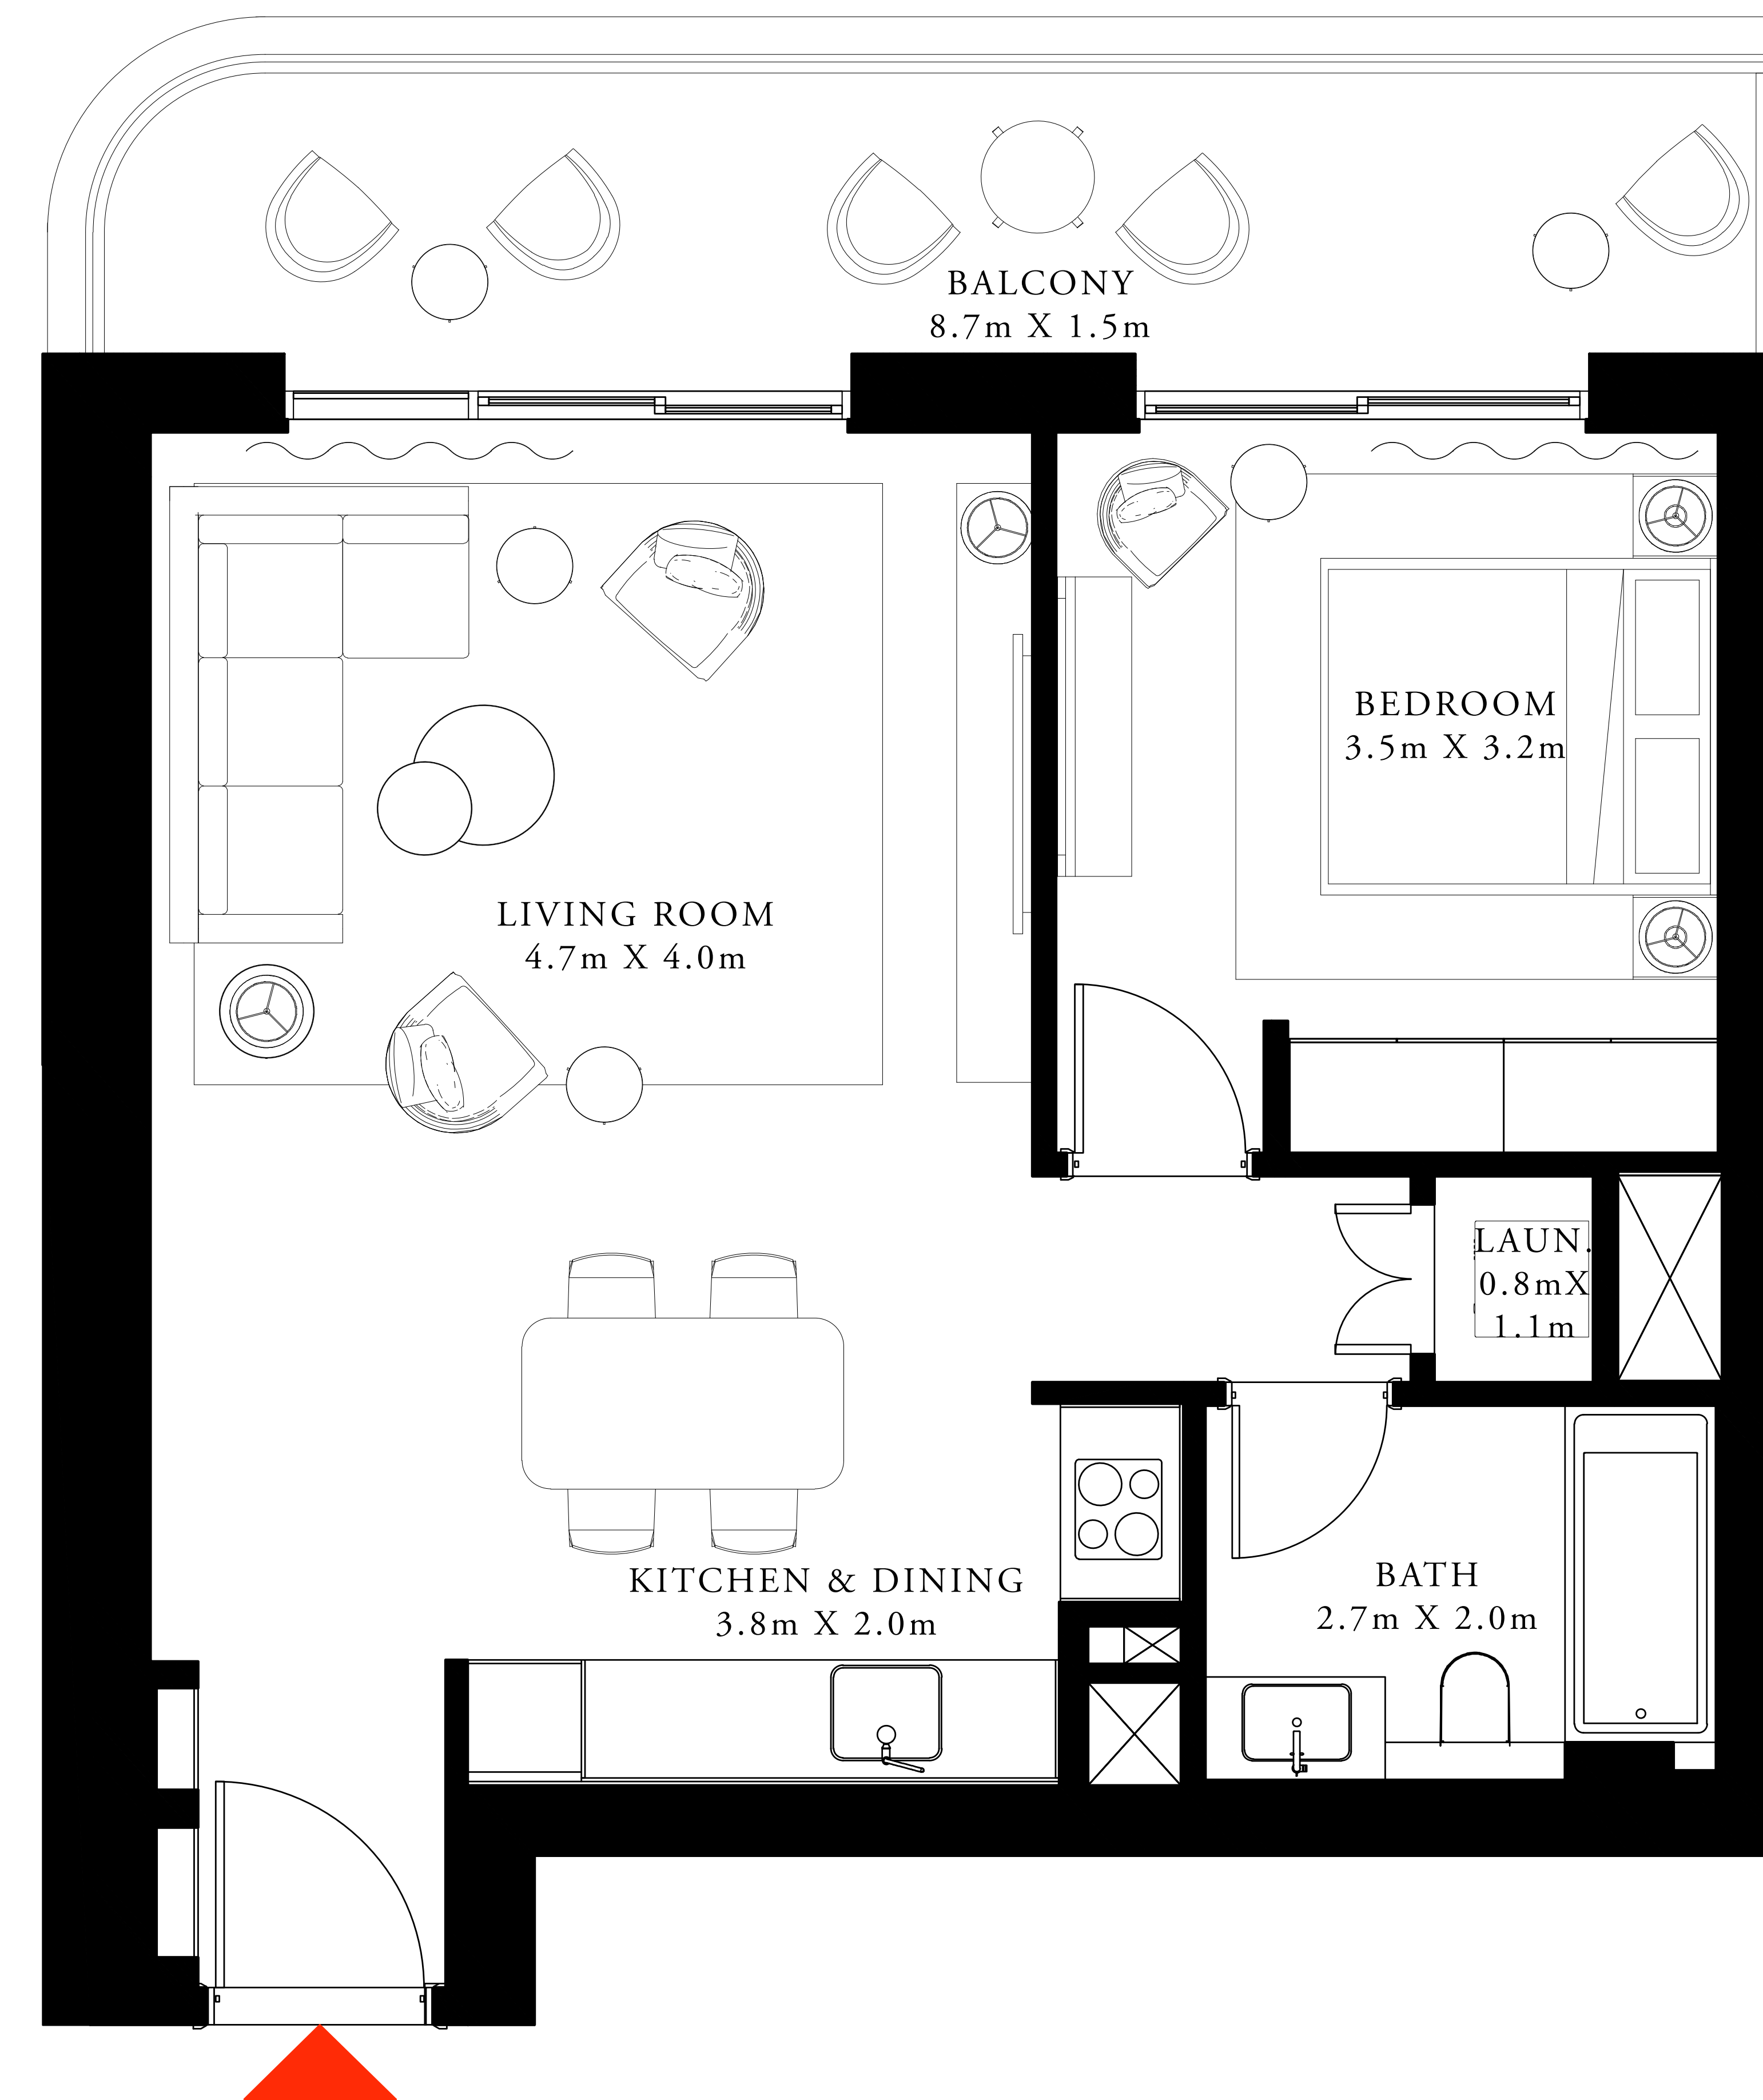 BALCONY
8.7m X 1.5m
BEDROOM
3.5m X 3.2m
LIVING ROOM
4.7m X 4.0m
LAUN.
0.8mX
1.1m
KITCHEN & DINING
3.8m X 2.0m
BATH
2.7m X 2.0m